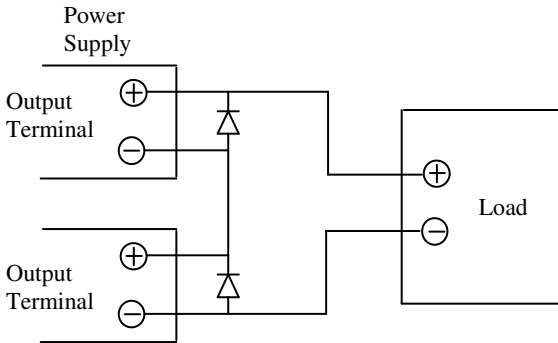 Power
Supply
Output
Terminal
+
−
+
−
Load
Output
Terminal
+
−